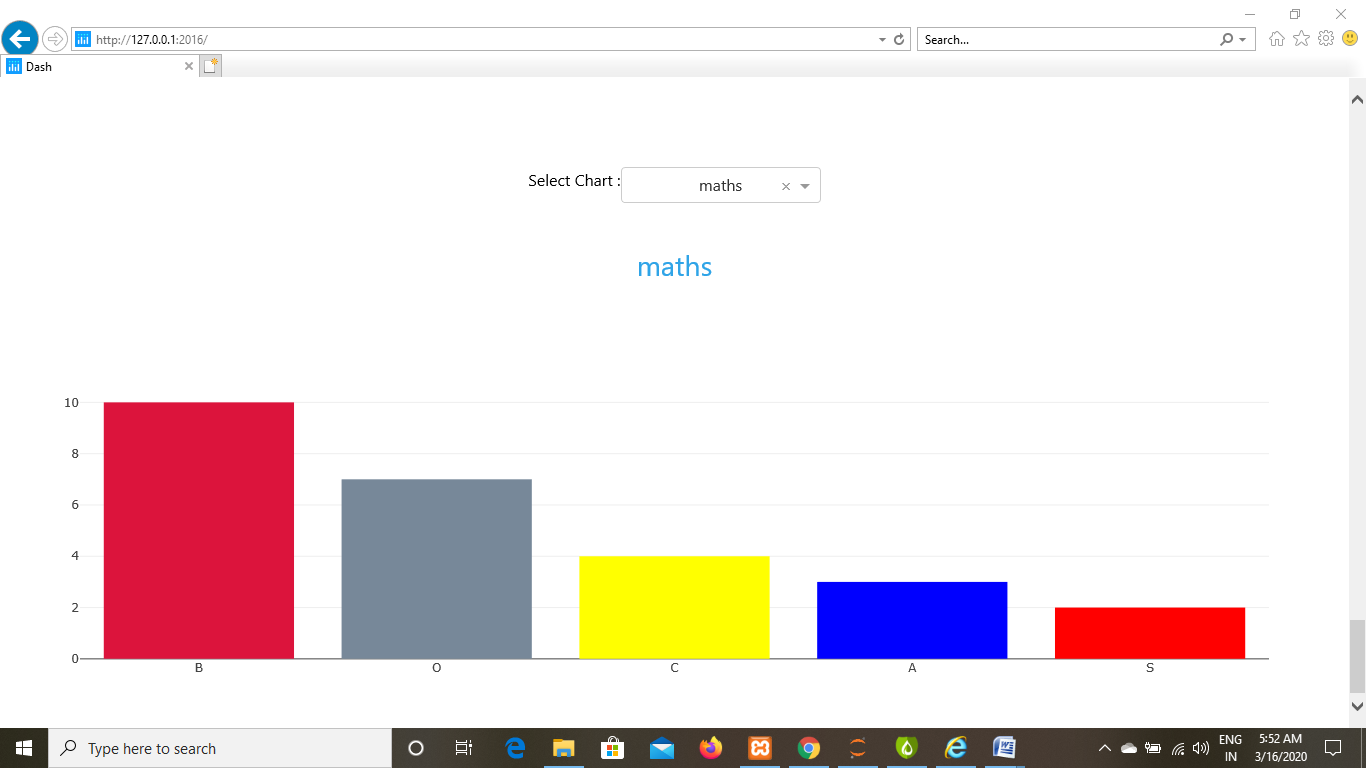 http://127.0.0.1:2016/
Search...
Dash
Select Chart :
maths
maths
10
8
6
4
2
0
B
O
C
A
S
Type here to search
ENG
IN
5:52 AM
3/16/2020